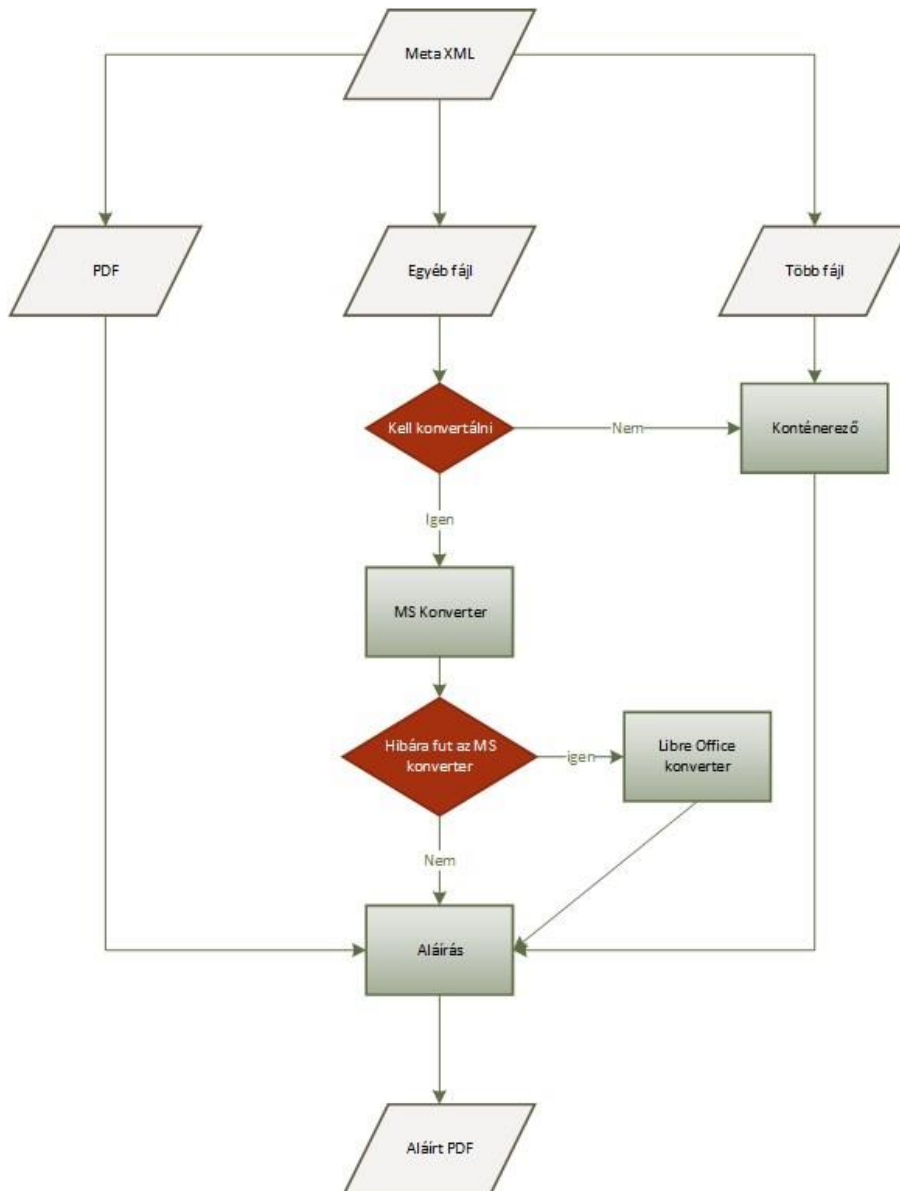 Meta XML
PDF
Egyéb fájl
Több fájl
Kell konvertálni
Nem
Konténerező
Igen
MS Konverter
Hibára fut az MS
konverter
igen
Libre Office
konverter
Nem
Aláírás
Aláírt PDF